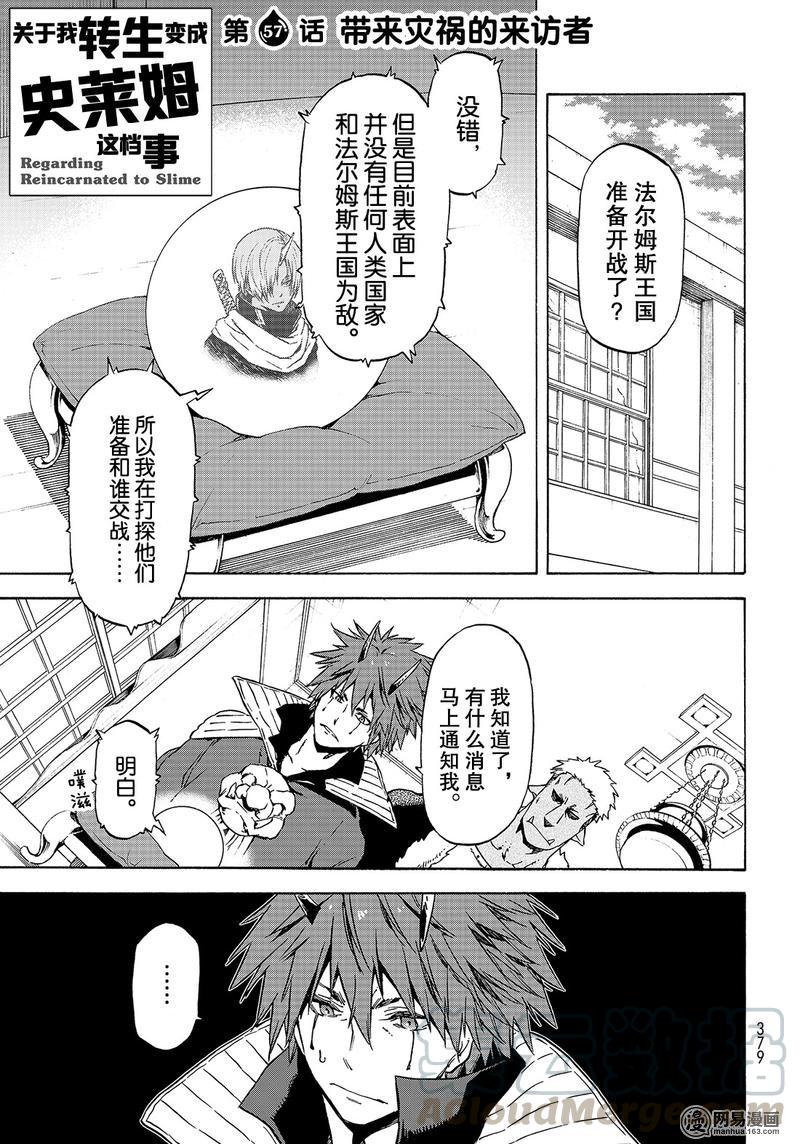 关于我转生变成
史莱姆
这档事
Regarding
Reincarnated to Slime
第57话 带来灾祸的来访者
法尔姆斯王国
准备开战了？
没错，
但是目前表面上
并没有任何人类国家
和法尔姆斯王国为敌。
所以我在打探他们
准备和谁交战……
我知道了，
有什么消息
马上通知我。
明白。
噗滋
……
379
AcloudMerge.com
网易漫画
manhua.163.com